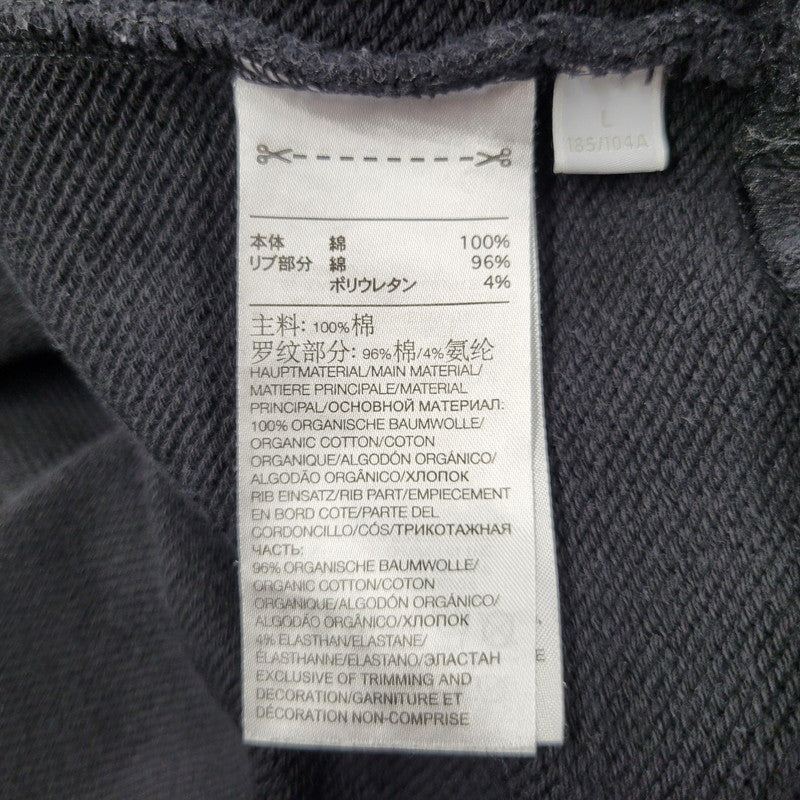 L
185/104A
本体 綿 100%
リブ部分 綿 96%
ポリウレタン 4%
主料: 100%棉
罗纹部分: 96%棉/4%氨纶
HAUPTMATERIAL/MAIN MATERIAL/
MATIERE PRINCIPALE/MATERIAL
PRINCIPAL/ОСНОВНОЙ МАТЕРИАЛ:
100% ORGANISCHE BAUMWOLLE/
ORGANIC COTTON/COTON
ORGANIQUE/ALGODÓN ORGÁNICO/
ALGODÃO ORGÂNICO/ХЛОПОК
RIB EINSATZ/RIB PART/EMPIECEMENT
EN BORD COTE/PARTE DEL
CORDONCILLO/CÓS/ТРИКОТАЖНАЯ
ЧАСТЬ:
96% ORGANISCHE BAUMWOLLE/
ORGANIC COTTON/COTON
ORGANIQUE/ALGODÓN ORGÁNICO/
ALGODÃO ORGÂNICO/ХЛОПОК
4% ELASTHAN/ELASTANE/
ÉLASTHANNE/ELASTANO/ЭЛАСТАН
EXCLUSIVE OF TRIMMING AND
DECORATION/GARNITURE ET
DÉCORATION NON-COMPRISE